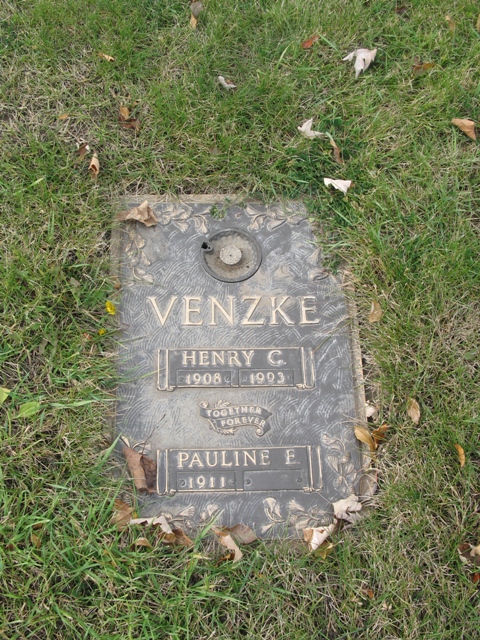 VENZKE
HENRY C.
1908 1993
TOGETHER
FOREVER
PAULINE E.
1911